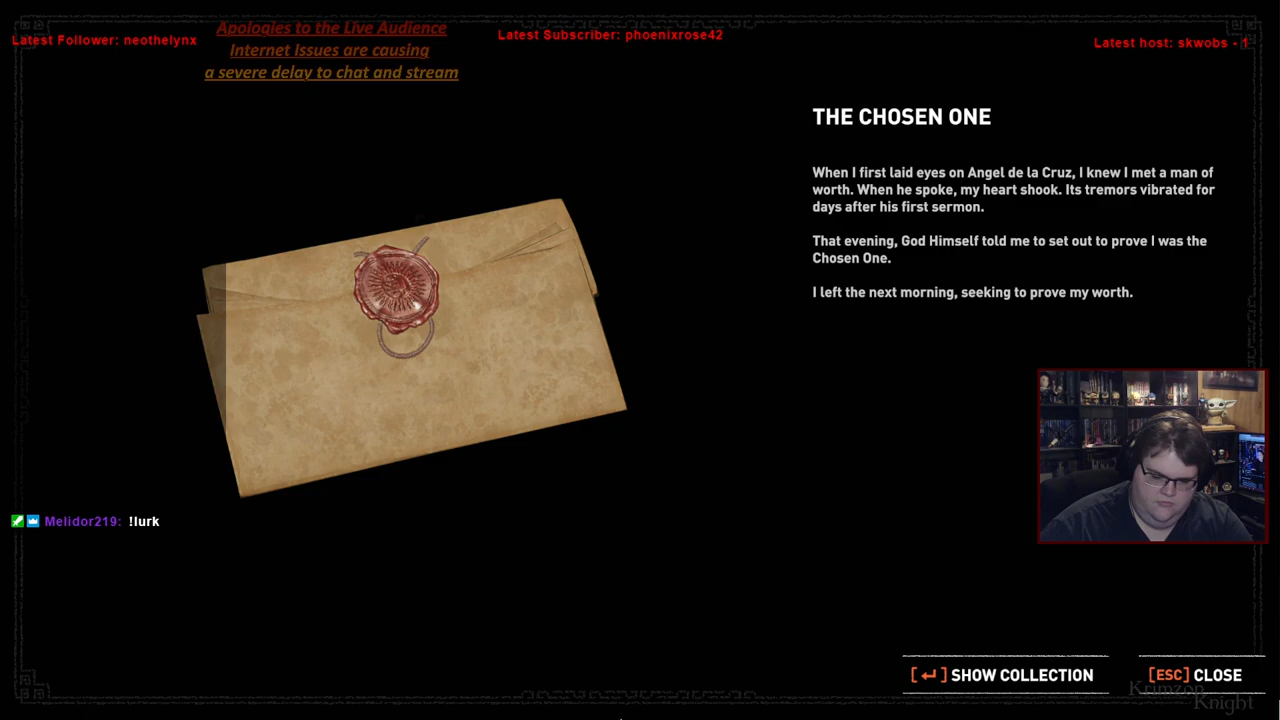 Apologies to the Live Audience
Internet Issues are causing
a severe delay to chat and stream
Latest Follower: neothelynx
Latest Subscriber: phoenixrose42
Latest host: skwobs - 1
THE CHOSEN ONE
When I first laid eyes on Angel de la Cruz, I knew I met a man of
worth. When he spoke, my heart shook. Its tremors vibrated for
days after his first sermon.
That evening, God Himself told me to set out to prove I was the
Chosen One.
I left the next morning, seeking to prove my worth.
Melidor219: !lurk
[↵] SHOW COLLECTION
[ESC] CLOSE
Krimzon
Knight